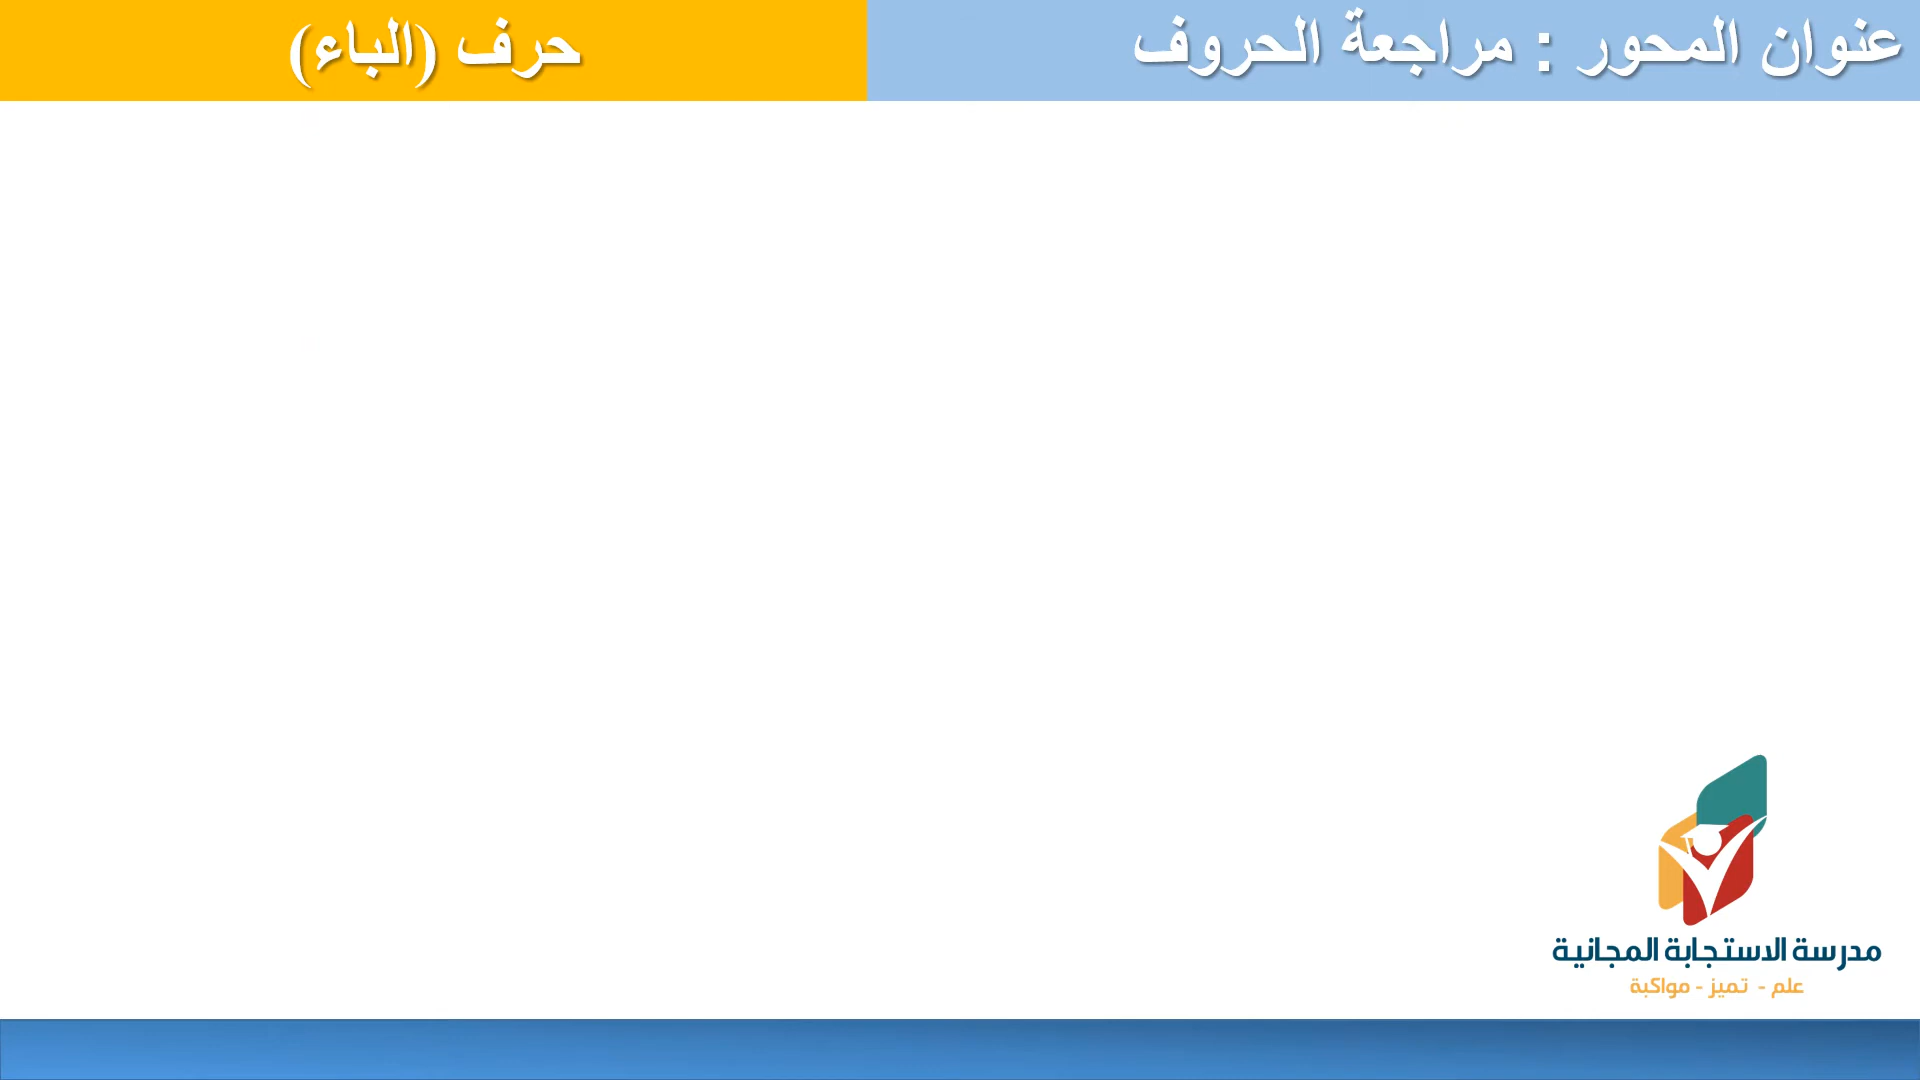 عنوان المحور : مراجعة الحروف
حرف (الباء)
مدرسة الاستجابة المجانية
علم - تميز - مواكبة